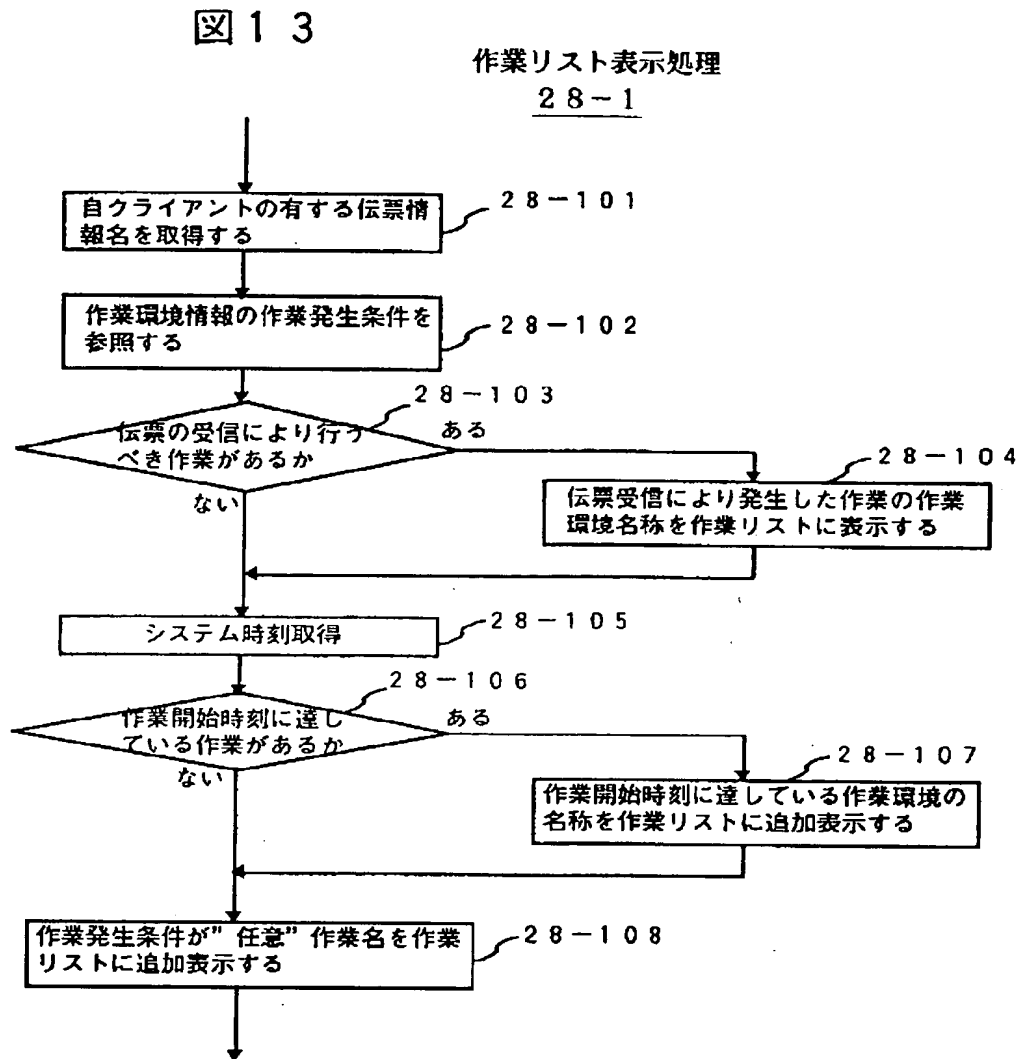 図１３
作業リスト表示処理
２８－１
自クライアントの有する伝票情
報名を取得する
２８－１０１
作業環境情報の作業発生条件を
参照する
２８－１０２
２８－１０３
伝票の受信により行う
べき作業があるか
ある
ない
２８－１０４
伝票受信により発生した作業の作業
環境名称を作業リストに表示する
システム時刻取得
２８－１０５
２８－１０６
作業開始時刻に達し
ている作業があるか
ある
ない
２８－１０７
作業開始時刻に達している作業環境の
名称を作業リストに追加表示する
作業発生条件が”任意”作業名を作業
リストに追加表示する
２８－１０８